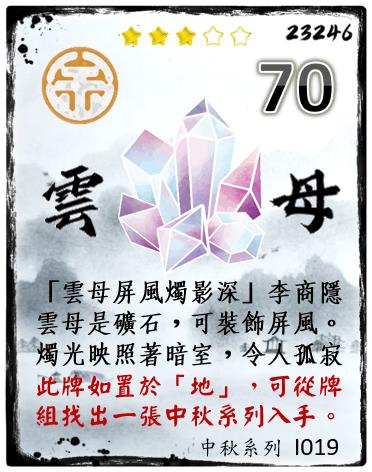 23246
70
雲母
「雲母屏風燭影深」李商隱
雲母是礦石，可裝飾屏風。
燭光映照著暗室，令人孤寂
此牌如置於「地」，可從牌
組找出一張中秋系列入手。
中秋系列 I019